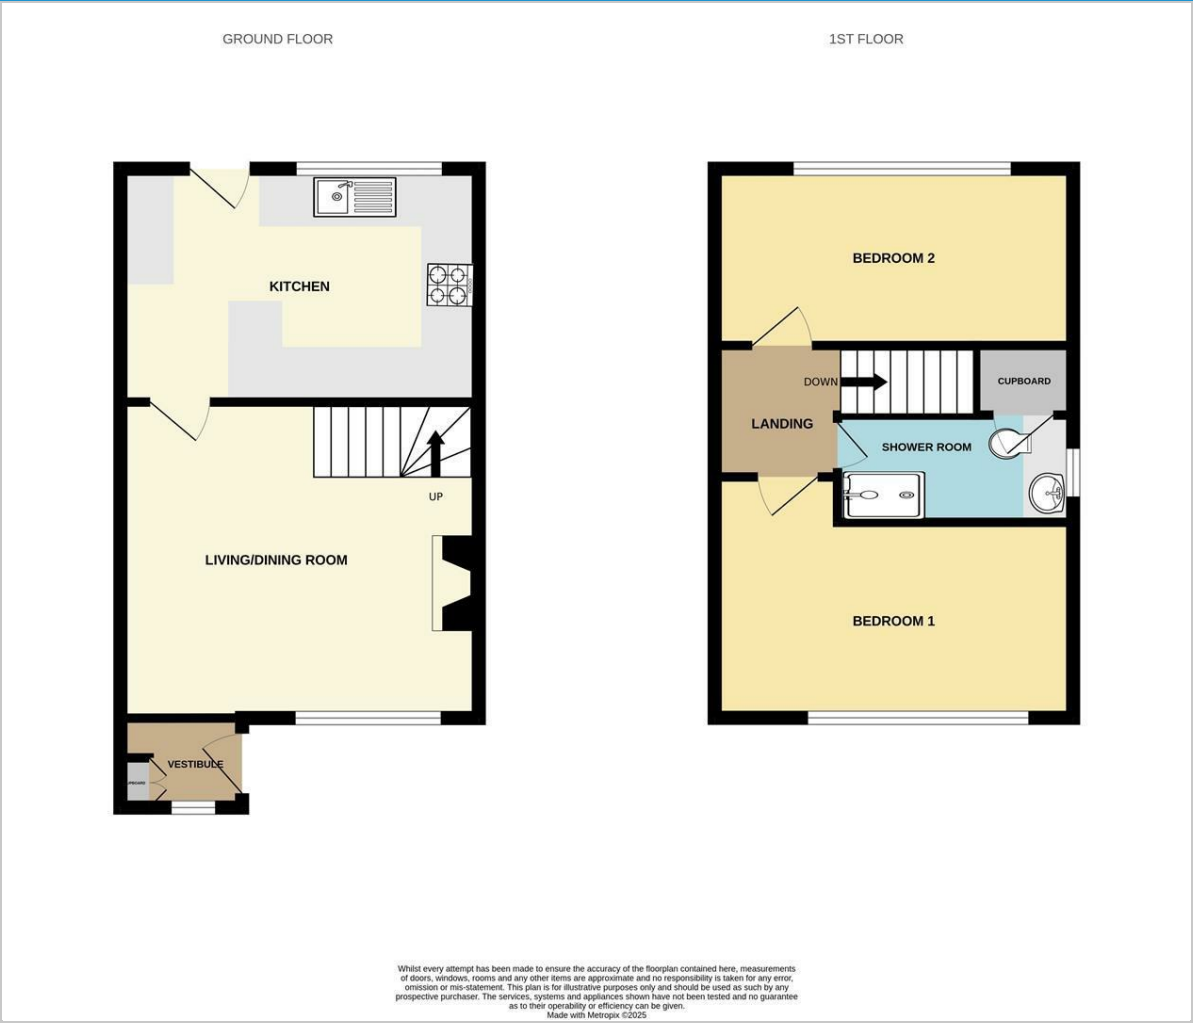 GROUND FLOOR
1ST FLOOR
KITCHEN
LIVING/DINING ROOM
UP
VESTIBULE
BEDROOM 2
DOWN
CUPBOARD
LANDING
SHOWER ROOM
BEDROOM 1
Whilst every attempt has been made to ensure the accuracy of the floorplan contained here, measurements
of doors, windows, rooms and any other items are approximate and no responsibility is taken for any error,
omission or mis-statement. This plan is for illustrative purposes only and should be used as such by any
prospective purchaser. The services, systems and appliances shown have not been tested and no guarantee
as to their operability or efficiency can be given.
Made with Metropix ©2025